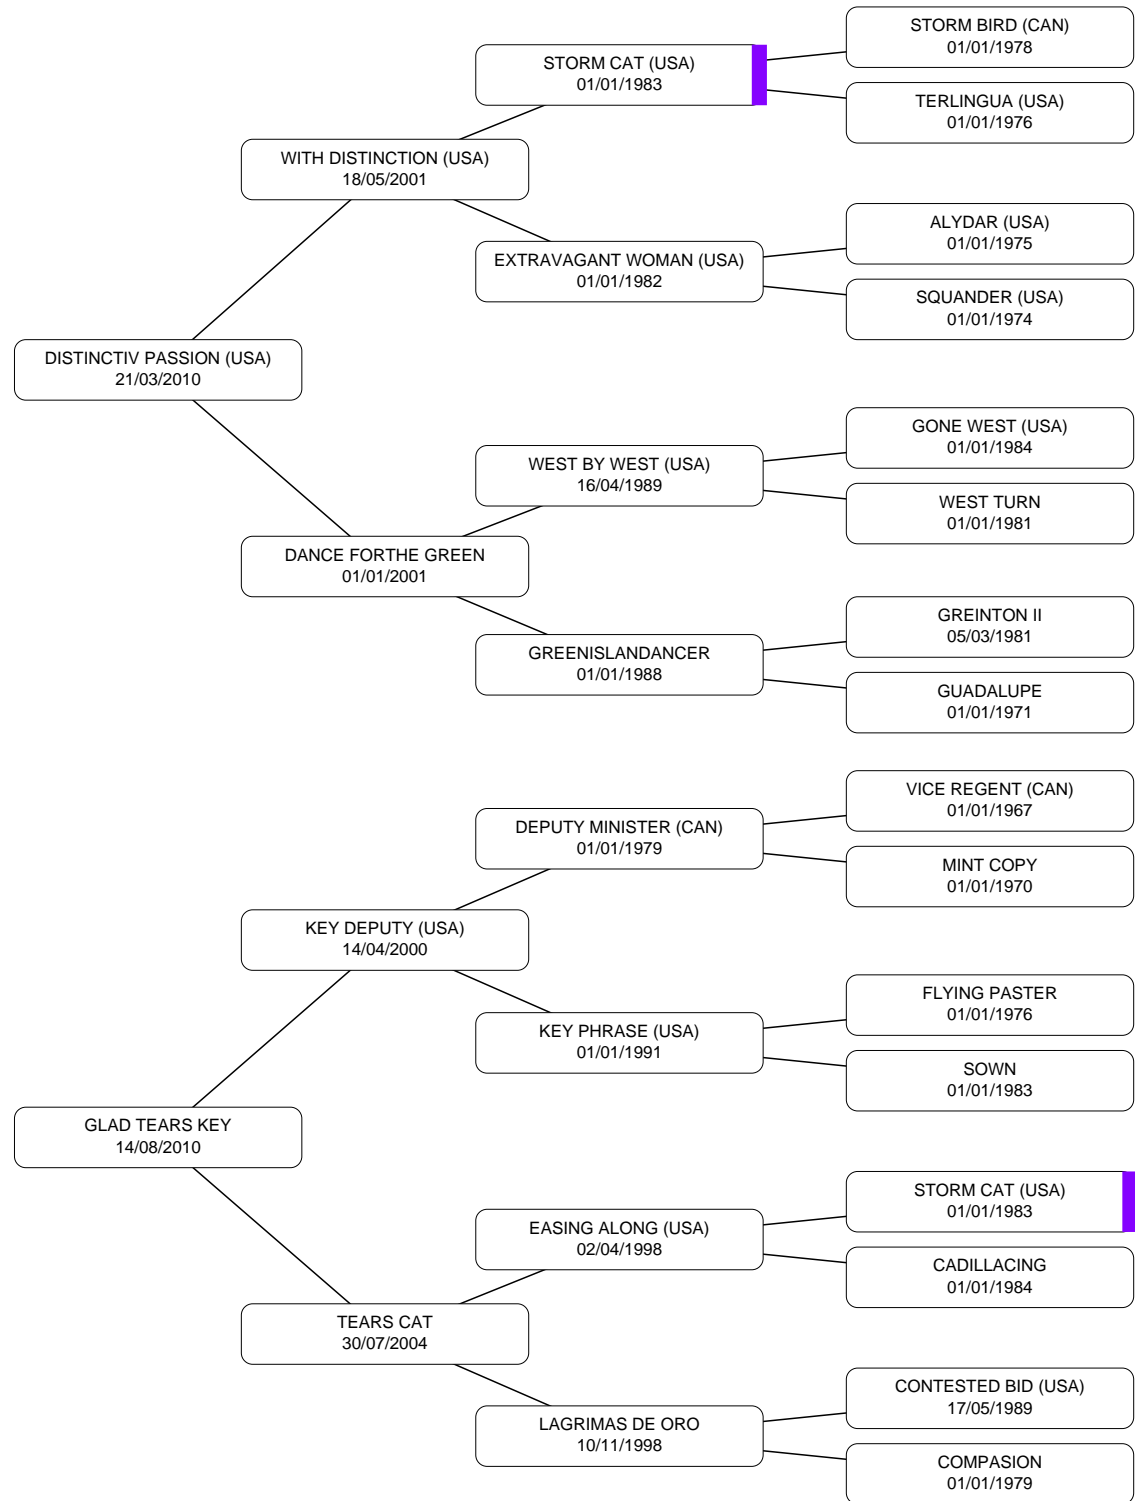 STORM BIRD (CAN)
01/01/1978
STORM CAT (USA)
01/01/1983
TERLINGUA (USA)
01/01/1976
WITH DISTINCTION (USA)
18/05/2001
ALYDAR (USA)
01/01/1975
EXTRAVAGANT WOMAN (USA)
01/01/1982
SQUANDER (USA)
01/01/1974
DISTINCTIV PASSION (USA)
21/03/2010
GONE WEST (USA)
01/01/1984
WEST BY WEST (USA)
16/04/1989
WEST TURN
01/01/1981
DANCE FORTHE GREEN
01/01/2001
GREINTON II
05/03/1981
GREENISLANDANCER
01/01/1988
GUADALUPE
01/01/1971
VICE REGENT (CAN)
01/01/1967
DEPUTY MINISTER (CAN)
01/01/1979
MINT COPY
01/01/1970
KEY DEPUTY (USA)
14/04/2000
FLYING PASTER
01/01/1976
KEY PHRASE (USA)
01/01/1991
SOWN
01/01/1983
GLAD TEARS KEY
14/08/2010
STORM CAT (USA)
01/01/1983
EASING ALONG (USA)
02/04/1998
CADILLACING
01/01/1984
TEARS CAT
30/07/2004
CONTESTED BID (USA)
17/05/1989
LAGRIMAS DE ORO
10/11/1998
COMPASION
01/01/1979